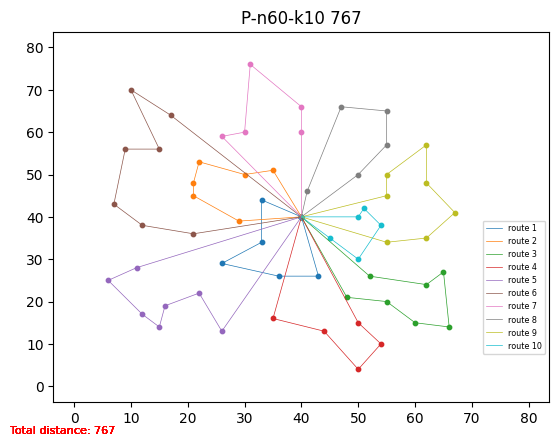 P-n60-k10 767
80
70
60
50
40
30
20
10
0
0 10 20 30 40 50 60 70 80
route 1
route 2
route 3
route 4
route 5
route 6
route 7
route 8
route 9
route 10
Total distance: 767